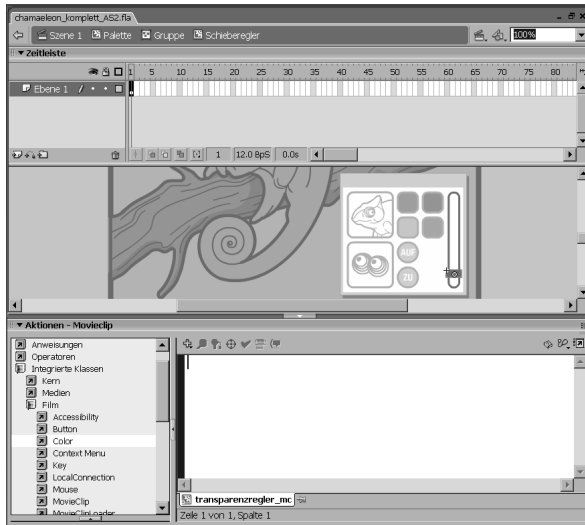 chamaeleon_komplett_AS2.fla
Szene 1 Palette Gruppe Schieberegler 100%
Zeitleiste
1 5 10 15 20 25 30 35 40 45 50 55 60 65 70 75 80
Ebene 1
1 12.0 BpS 0.0s
AUF
ZU
Aktionen - Movieclip
Anweisungen
Operatoren
Integrierte Klassen
Kern
Medien
Film
Accessibility
Button
Color
Context Menu
Key
LocalConnection
Mouse
MovieClip
MovieClipLoader
transparenzregler_mc
Zeile 1 von 1, Spalte 1